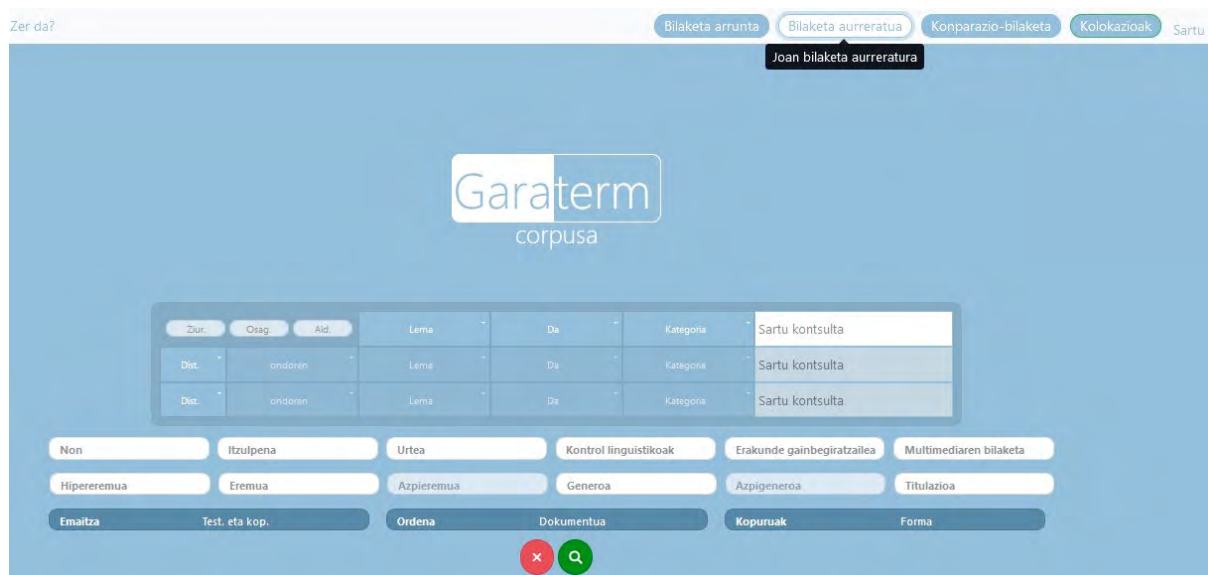 Zer da? Bilaketa arrunta Bilaketa aurreratua Konparazio-bilaketa Kolokazioak Sartu
Joan bilaketa aurreratura
Garaterm
corpusa
Ziur. Osag. Ald. Lema Da Kategoria Sartu kontsulta
Dist. ondoren Lema Da Kategoria Sartu kontsulta
Dist. ondoren Lema Da Kategoria Sartu kontsulta
Non Itzulpena Urtea Kontrol linguistikoak Erakunde gainbegiratzailea Multimediaren bilaketa
Hipereremua Eremua Azpieremua Generoa Azpigeneroa Titulazioa
Emaitza Test. eta kop. Ordena Dokumentua Kopuruak Forma